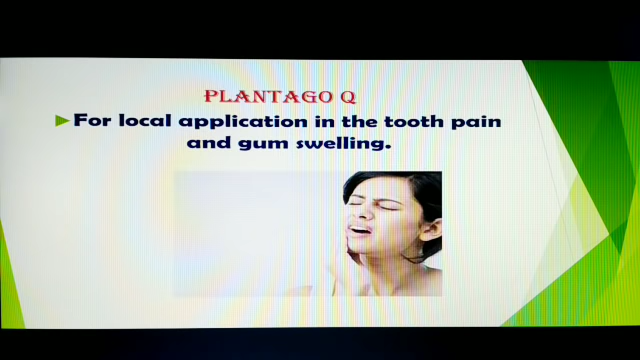 PLANTAGO Q
For local application in the tooth pain
and gum swelling.